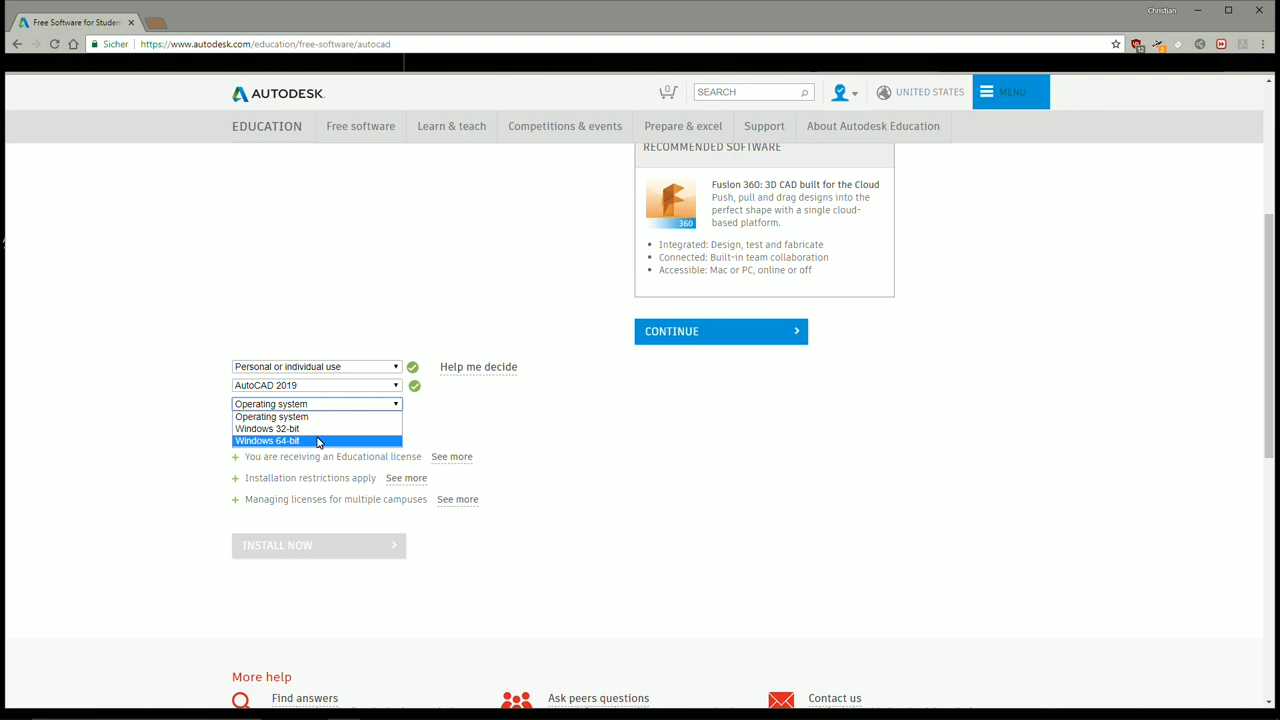 Christian
Free Software for Studen
Sicher
https://www.autodesk.com/education/free-software/autocad
AUTODESK.
0
SEARCH
UNITED STATES
MENU
EDUCATION
Free software
Learn & teach
Competitions & events
Prepare & excel
Support
About Autodesk Education
RECOMMENDED SOFTWARE
360
Fusion 360: 3D CAD built for the Cloud
Push, pull and drag designs into the
perfect shape with a single cloud-
based platform.
Integrated: Design, test and fabricate
Connected: Built-in team collaboration
Accessible: Mac or PC, online or off
CONTINUE
Personal or individual use
Help me decide
AutoCAD 2019
Operating system
Operating system
Windows 32-bit
Windows 64-bit
+ You are receiving an Educational license See more
+ Installation restrictions apply See more
+ Managing licenses for multiple campuses See more
INSTALL NOW
More help
Find answers
Ask peers questions
Contact us